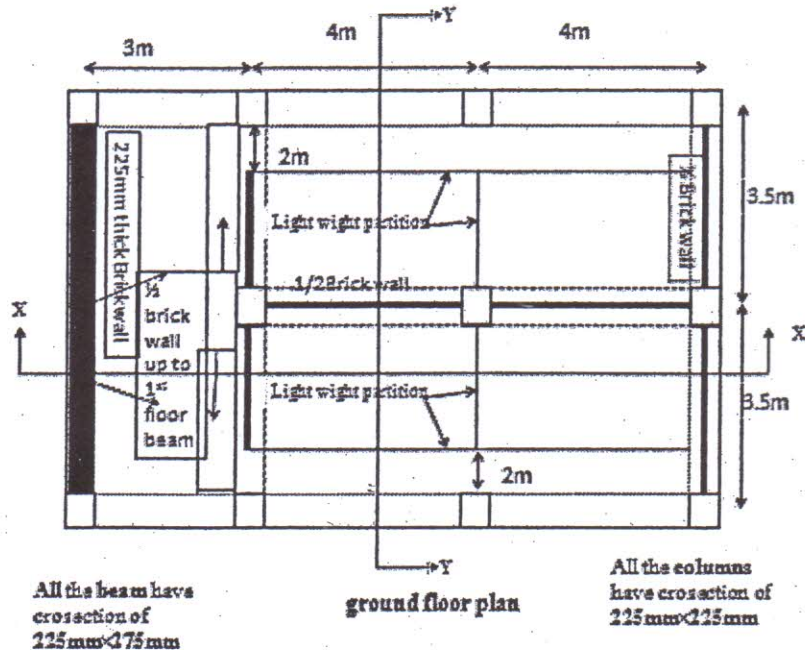 Y
4m
4m
3m
2m
225mm thick Brick wall
Light wight partition
½ Brick wall
3.5m
1/2Brick wall
½
brick
wall
up to
1st
floor
beam
X
X
Light wight partition
3.5m
2m
Y
All the beam have
crosection of
225mm×275mm
ground floor plan
All the columns
have crosection of
225mm×225mm